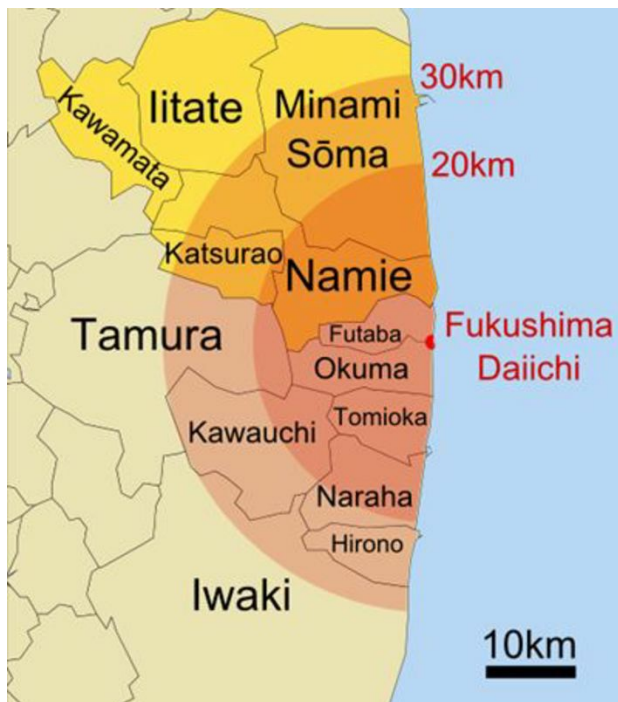 30km
Iitate
Minami
Sōma
Kawamata
20km
Katsurao
Namie
Tamura
Futaba
Fukushima
Daiichi
Okuma
Tomioka
Kawauchi
Naraha
Hirono
Iwaki
10km